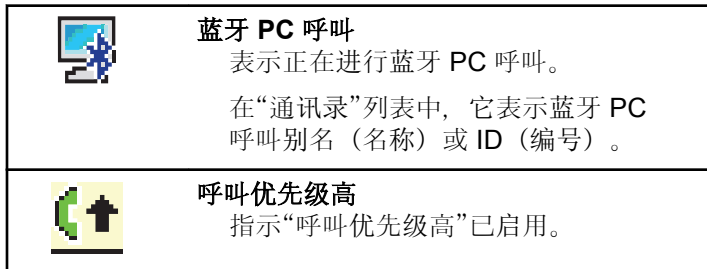 蓝牙 PC 呼叫
表示正在进行蓝牙 PC 呼叫。
在“通讯录”列表中，它表示蓝牙 PC
呼叫别名（名称）或 ID（编号）。
呼叫优先级高
指示“呼叫优先级高”已启用。